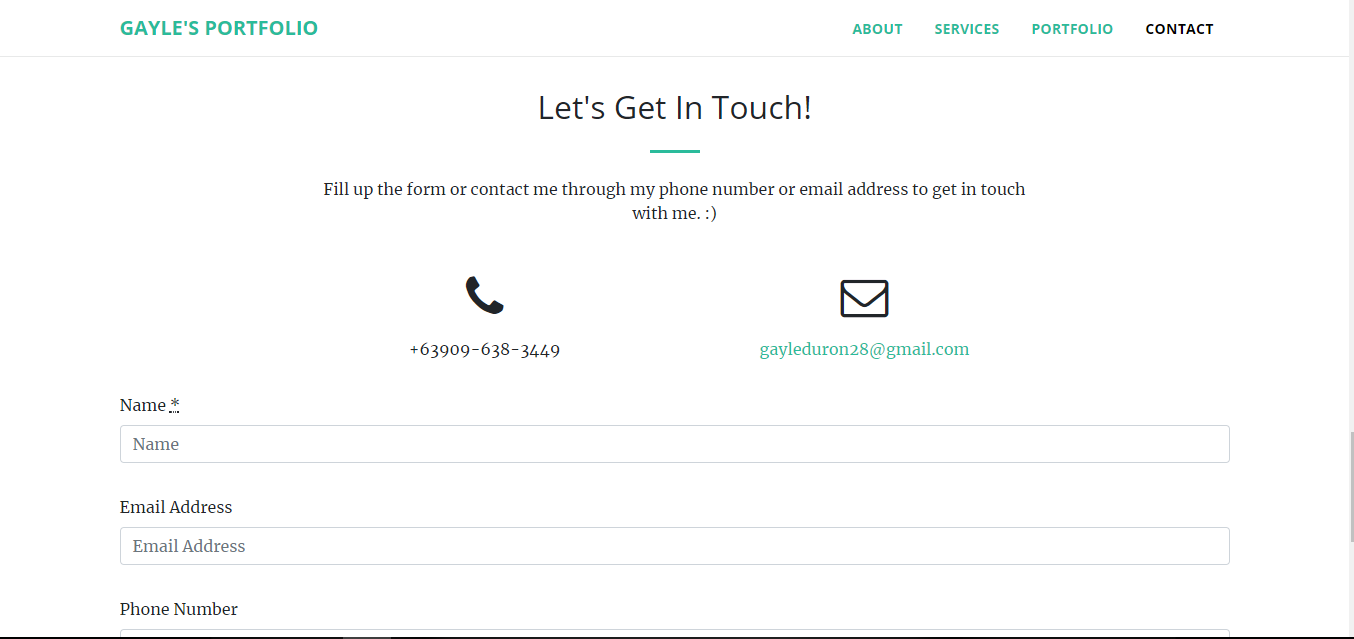 GAYLE'S PORTFOLIO
ABOUT SERVICES PORTFOLIO CONTACT
Let's Get In Touch!
Fill up the form or contact me through my phone number or email address to get in touch
with me. :)
+63909-638-3449 gayleduron28@gmail.com
Name *
Name
Email Address
Email Address
Phone Number